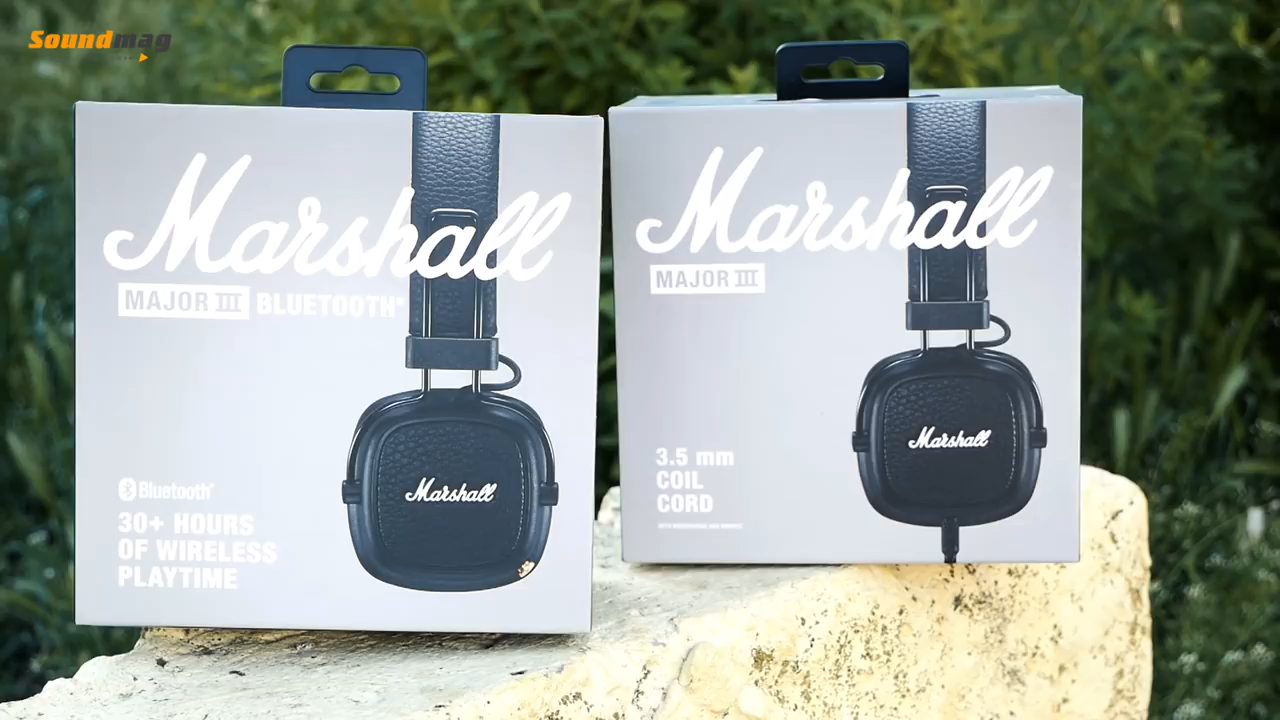 Soundmag
Marshall
MAJOR III BLUETOOTH®
Marshall
Bluetooth®
30+ HOURS
OF WIRELESS
PLAYTIME
Marshall
MAJOR III
Marshall
3.5 mm
COIL
CORD